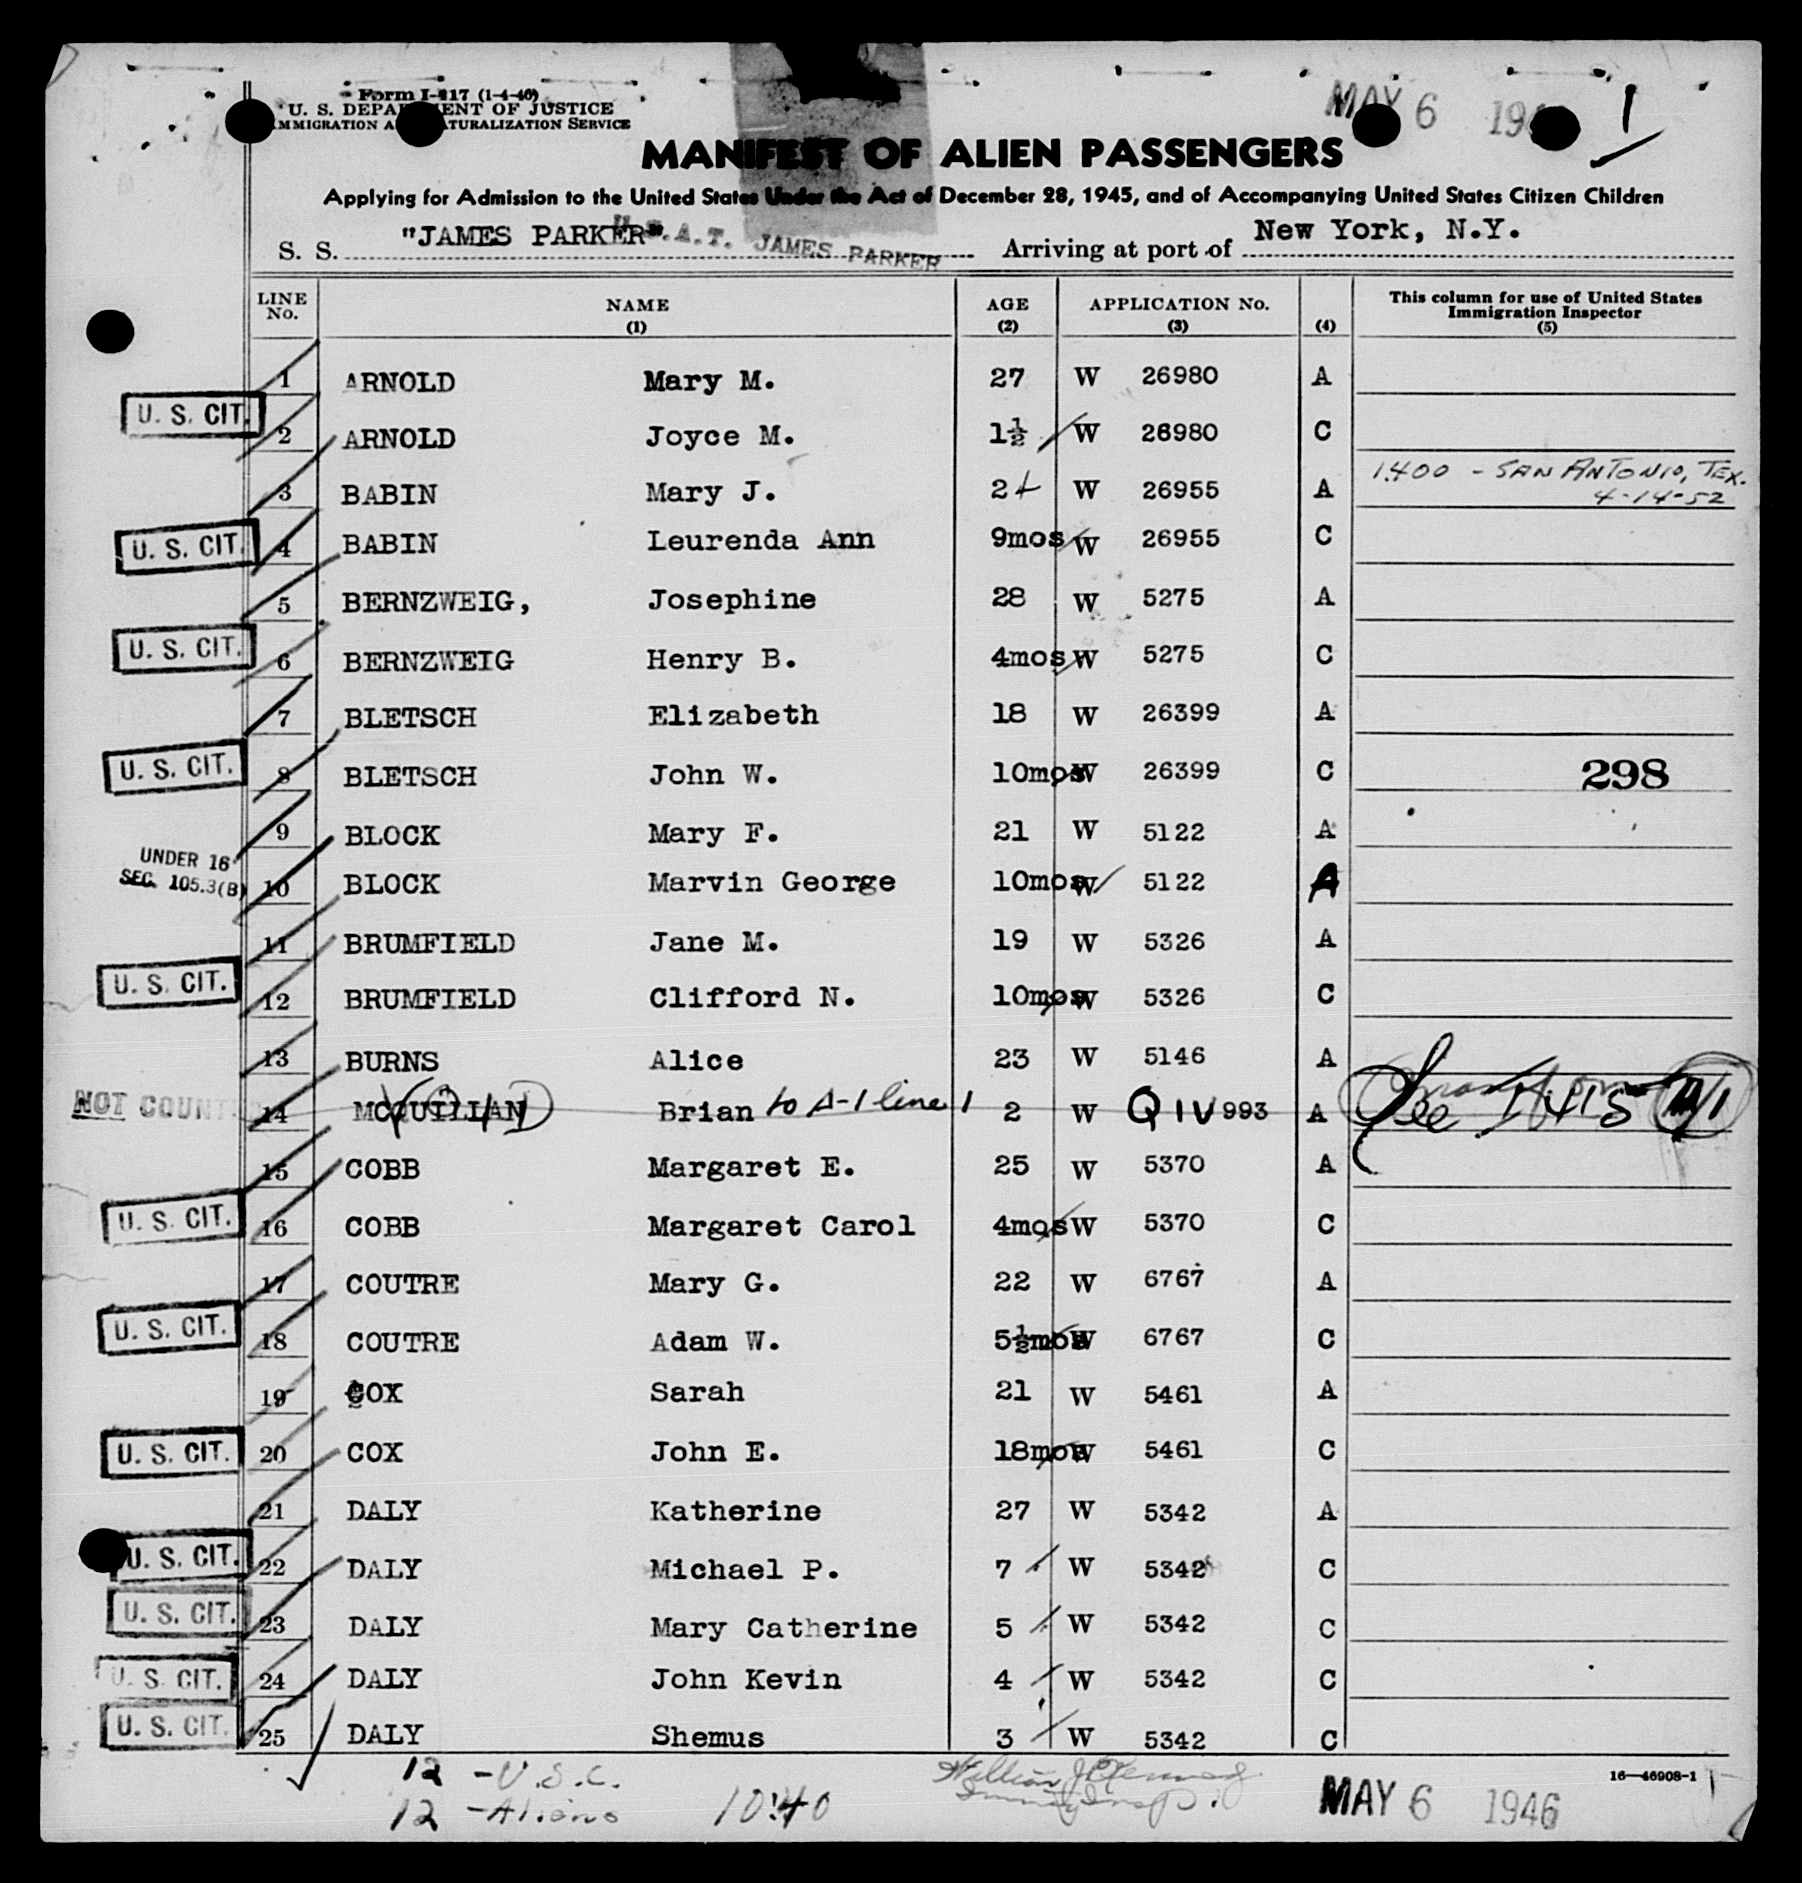 Form I-417 (1-4-46)
U. S. DEPARTMENT OF JUSTICE
IMMIGRATION AND NATURALIZATION SERVICE
MAY 6 194
1
MANIFEST OF ALIEN PASSENGERS
Applying for Admission to the United States Under the Act of December 28, 1945, and of Accompanying United States Citizen Children
S. S. "JAMES PARKER" U.S.A.T. JAMES PARKER Arriving at port of New York, N.Y.
LINE No. NAME (1) AGE (2) APPLICATION No. (3) (4) This column for use of United States Immigration Inspector (5)
1 ARNOLD Mary M. 27 W 26980 A
U. S. CIT. 2 ARNOLD Joyce M. 1½ W 26980 C
3 BABIN Mary J. 24 W 26955 A 1400 - SAN ANTONIO, TEX. 4-14-52
U. S. CIT. 4 BABIN Leurenda Ann 9mos W 26955 C
5 BERNZWEIG, Josephine 28 W 5275 A
U. S. CIT. 6 BERNZWEIG Henry B. 4mos W 5275 C
7 BLETSCH Elizabeth 18 W 26399 A
U. S. CIT. 8 BLETSCH John W. 10mos W 26399 C 298
9 BLOCK Mary F. 21 W 5122 A
UNDER 16
SEC. 105.3(B) 10 BLOCK Marvin George 10mos W 5122 A
11 BRUMFIELD Jane M. 19 W 5326 A
U. S. CIT. 12 BRUMFIELD Clifford N. 10mos W 5326 C
13 BURNS Alice 23 W 5146 A
NOT COUNT 14 MCQUILLAN Brian to A-1 line 1 2 W QIV 993 A See I 415
15 COBB Margaret E. 25 W 5370 A
U. S. CIT. 16 COBB Margaret Carol 4mos W 5370 C
17 COUTRE Mary G. 22 W 6767 A
U. S. CIT. 18 COUTRE Adam W. 5½mos W 6767 C
19 COX Sarah 21 W 5461 A
U. S. CIT. 20 COX John E. 18mos W 5461 C
21 DALY Katherine 27 W 5342 A
U. S. CIT. 22 DALY Michael P. 7 W 5342 C
U. S. CIT. 23 DALY Mary Catherine 5 W 5342 C
U. S. CIT. 24 DALY John Kevin 4 W 5342 C
U. S. CIT. 25 DALY Shemus 3 W 5342 C
12 - U.S.C.
12 - Aliens 10:40
William J.
16—46908-1
MAY 6 1946